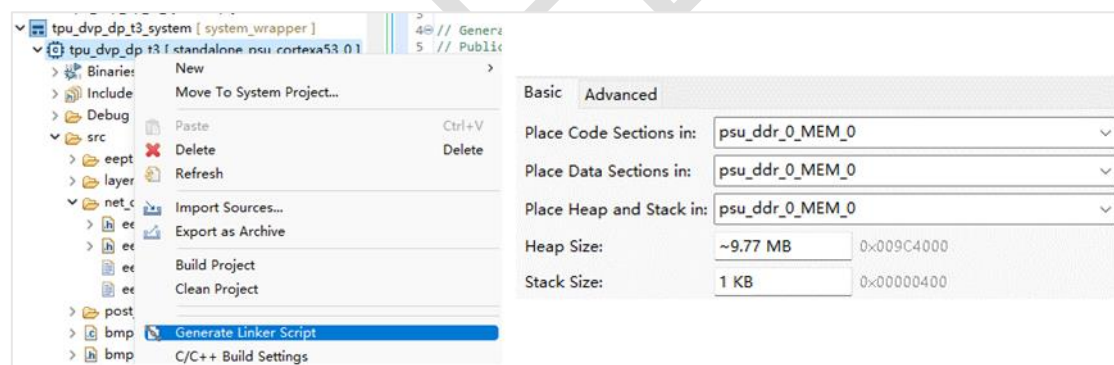 tpu_dvp_dp_t3_system [ system_wrapper ]
tpu_dvp_dp_t3 [ standalone_psu_cortexa53_0 ]
Binaries
Include
Debug
src
eept
layer
net_c
ee
ee
ee
ee
post_
bmp
bmp
4 // Genera
5 // Public
New
Move To System Project...
Paste Ctrl+V
Delete Delete
Refresh
Import Sources...
Export as Archive
Build Project
Clean Project
Generate Linker Script
C/C++ Build Settings
Basic Advanced
Place Code Sections in: psu_ddr_0_MEM_0
Place Data Sections in: psu_ddr_0_MEM_0
Place Heap and Stack in: psu_ddr_0_MEM_0
Heap Size: ~9.77 MB 0x009C4000
Stack Size: 1 KB 0x00000400